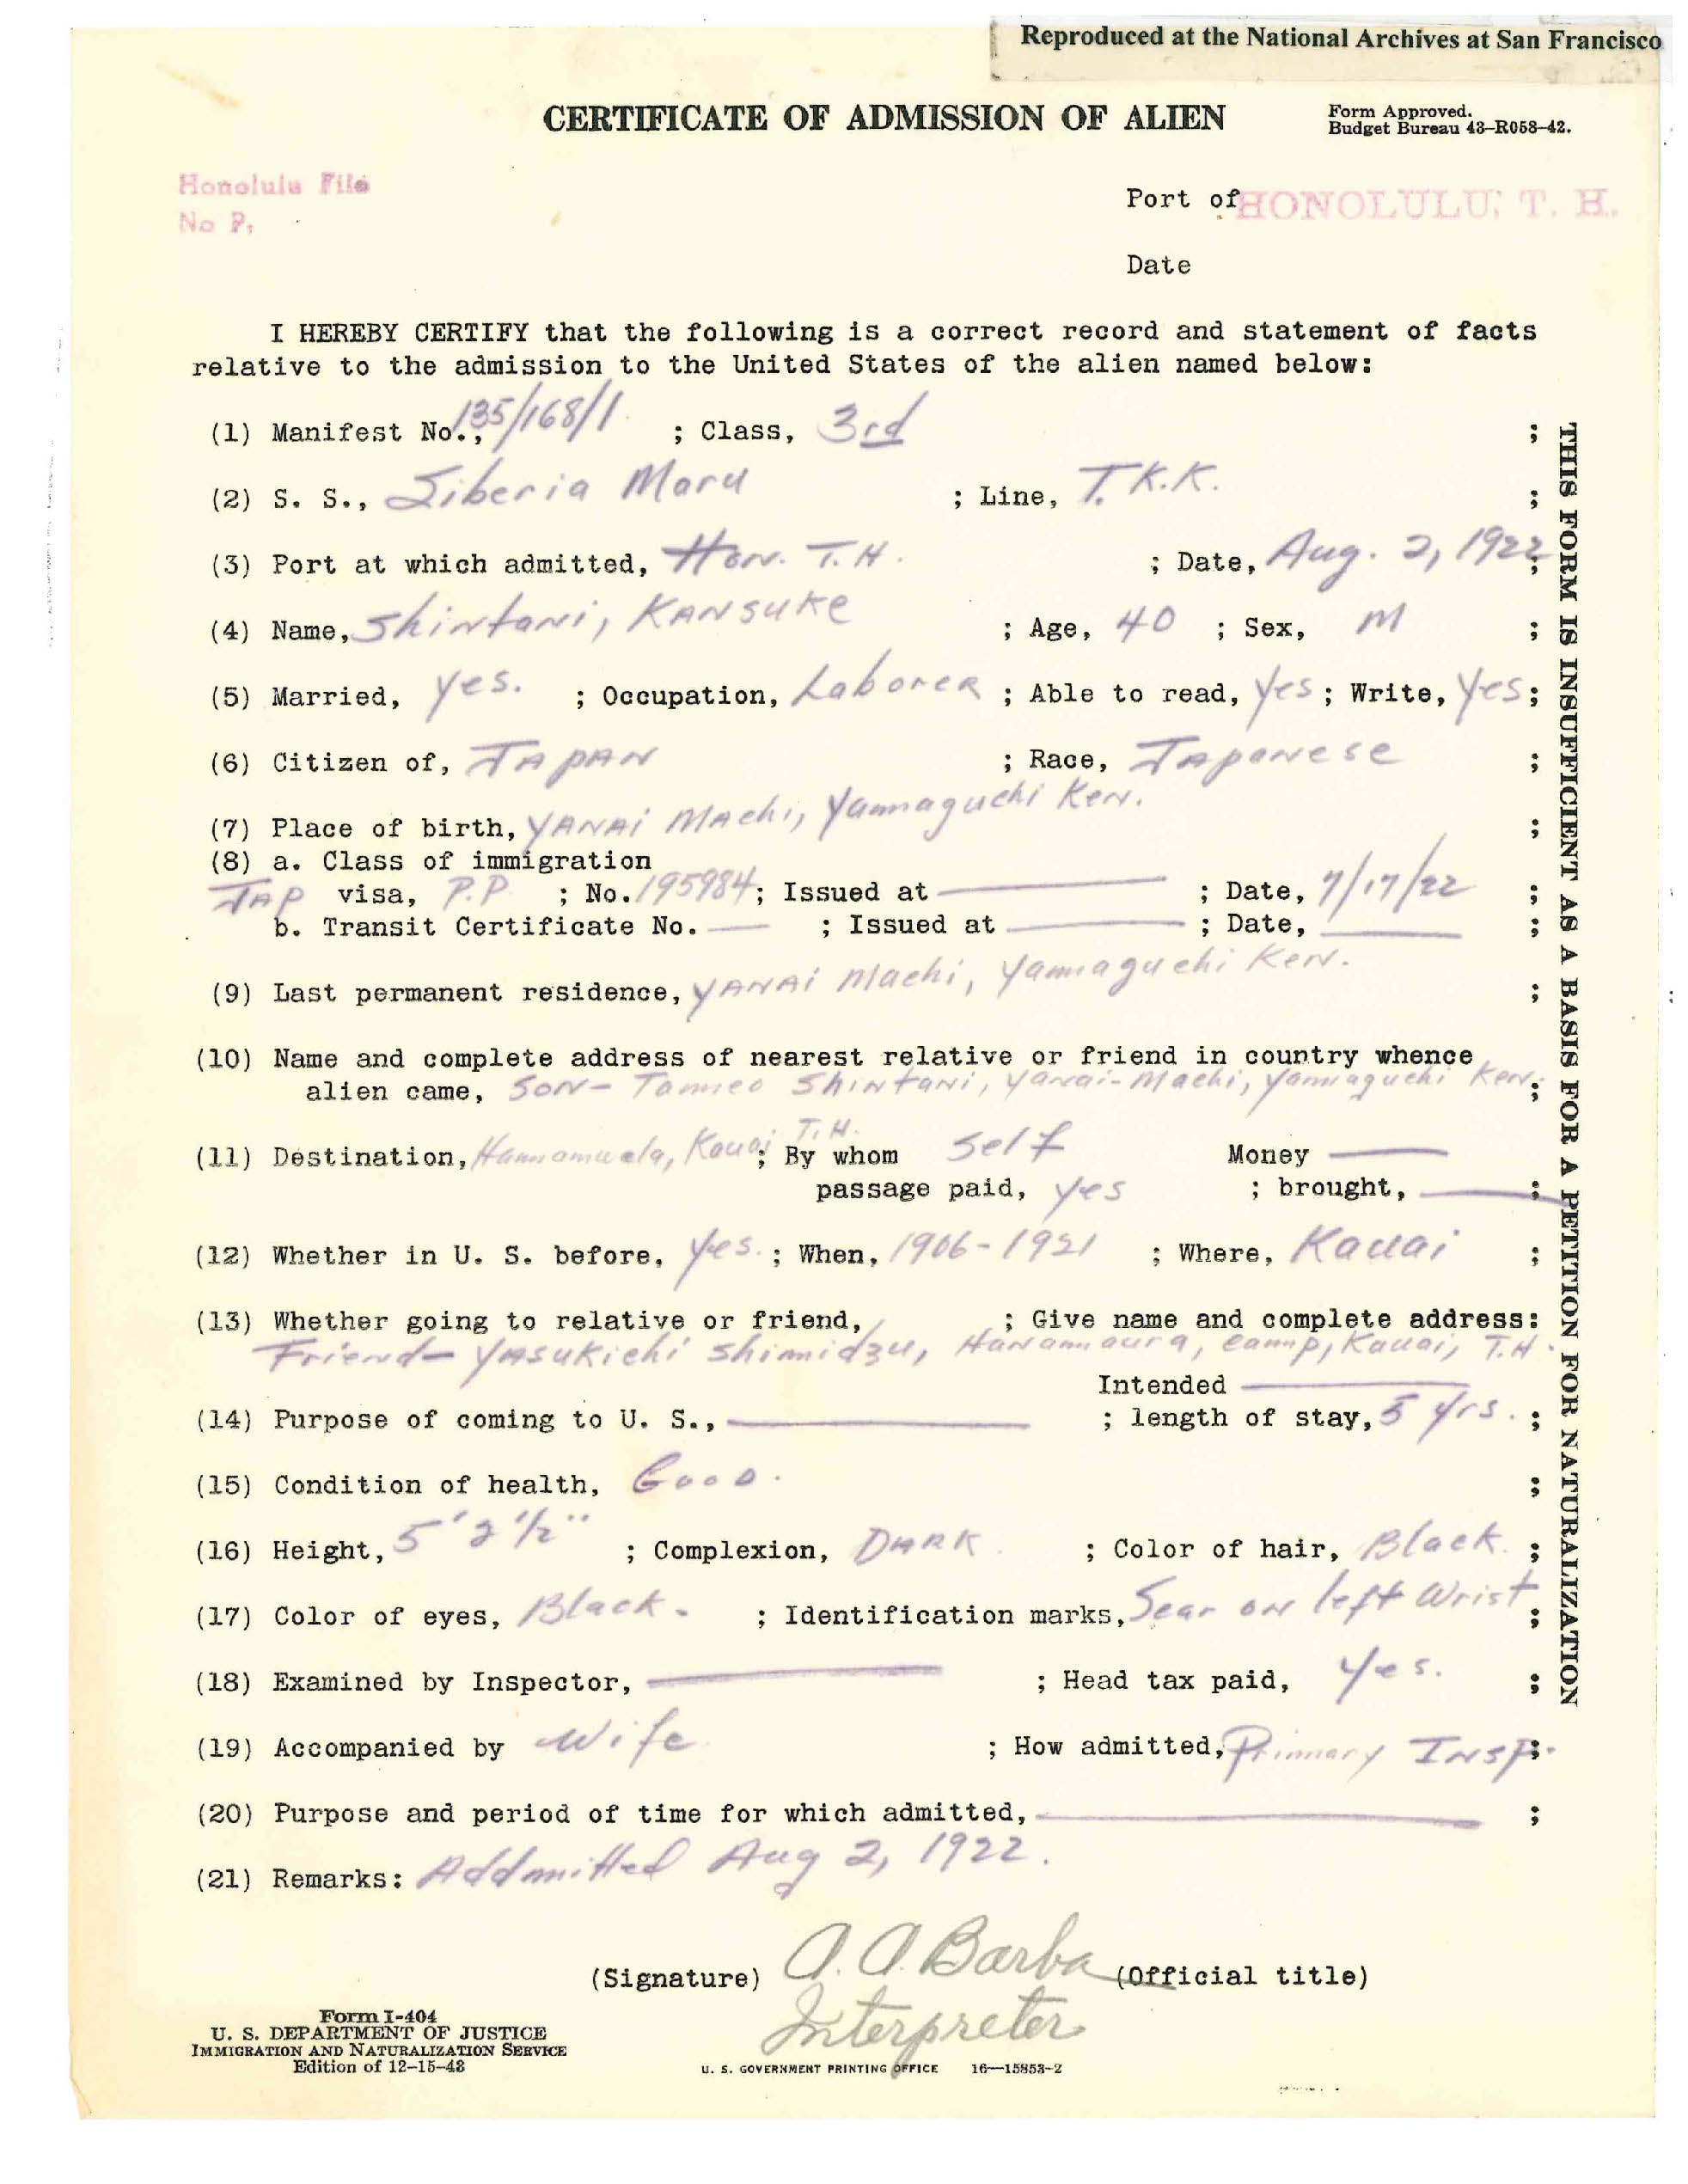 Reproduced at the National Archives at San Francisco
CERTIFICATE OF ADMISSION OF ALIEN
Form Approved.
Budget Bureau 43–R058–42.
Honolulu File
No P.
Port of HONOLULU, T. H.
Date
I HEREBY CERTIFY that the following is a correct record and statement of facts
relative to the admission to the United States of the alien named below:
(1) Manifest No., 135/168/1 ; Class, 3rd ;
(2) S. S., Siberia Maru ; Line, T.K.K. ;
(3) Port at which admitted, Hon. T.H. ; Date, Aug. 2, 1922 ;
(4) Name, Shintani, Kansuke ; Age, 40 ; Sex, M ;
(5) Married, yes. ; Occupation, Laborer ; Able to read, yes ; Write, yes ;
(6) Citizen of, Japan ; Race, Japanese ;
(7) Place of birth, Yanai Machi, Yamaguchi Ken. ;
(8) a. Class of immigration
Jap visa, P.P ; No. 195984 ; Issued at — ; Date, 7/17/22 ;
b. Transit Certificate No. — ; Issued at — ; Date, — ;
(9) Last permanent residence, Yanai Machi, Yamaguchi Ken. ;
(10) Name and complete address of nearest relative or friend in country whence
alien came, Son – Tameo Shintani, Yanai-Machi, Yamaguchi Ken. ;
T.H.
(11) Destination, Kauai ; By whom self Money —
passage paid, yes ; brought, — ;
(12) Whether in U. S. before, yes. ; When, 1906-1921 ; Where, Kauai ;
(13) Whether going to relative or friend, ; Give name and complete address:
Friend – Yasukichi Shimidzu, camp, Kauai, T.H.
Intended —
(14) Purpose of coming to U. S., — ; length of stay, 5 yrs. ;
(15) Condition of health, Good. ;
(16) Height, 5' 2 1/2" ; Complexion, Dark ; Color of hair, Black. ;
(17) Color of eyes, Black. ; Identification marks, Scar on left Wrist ;
(18) Examined by Inspector, — ; Head tax paid, yes. ;
(19) Accompanied by Wife ; How admitted, Primary Insp. ;
(20) Purpose and period of time for which admitted, — ;
(21) Remarks: Addmitted Aug 2, 1922.
(Signature) A. A. Barba (Official title)
Interpreter
Form I-404
U. S. DEPARTMENT OF JUSTICE
IMMIGRATION AND NATURALIZATION SERVICE
Edition of 12–15–43
U. S. GOVERNMENT PRINTING OFFICE 16—15853-2
THIS FORM IS INSUFFICIENT AS A BASIS FOR A PETITION FOR NATURALIZATION